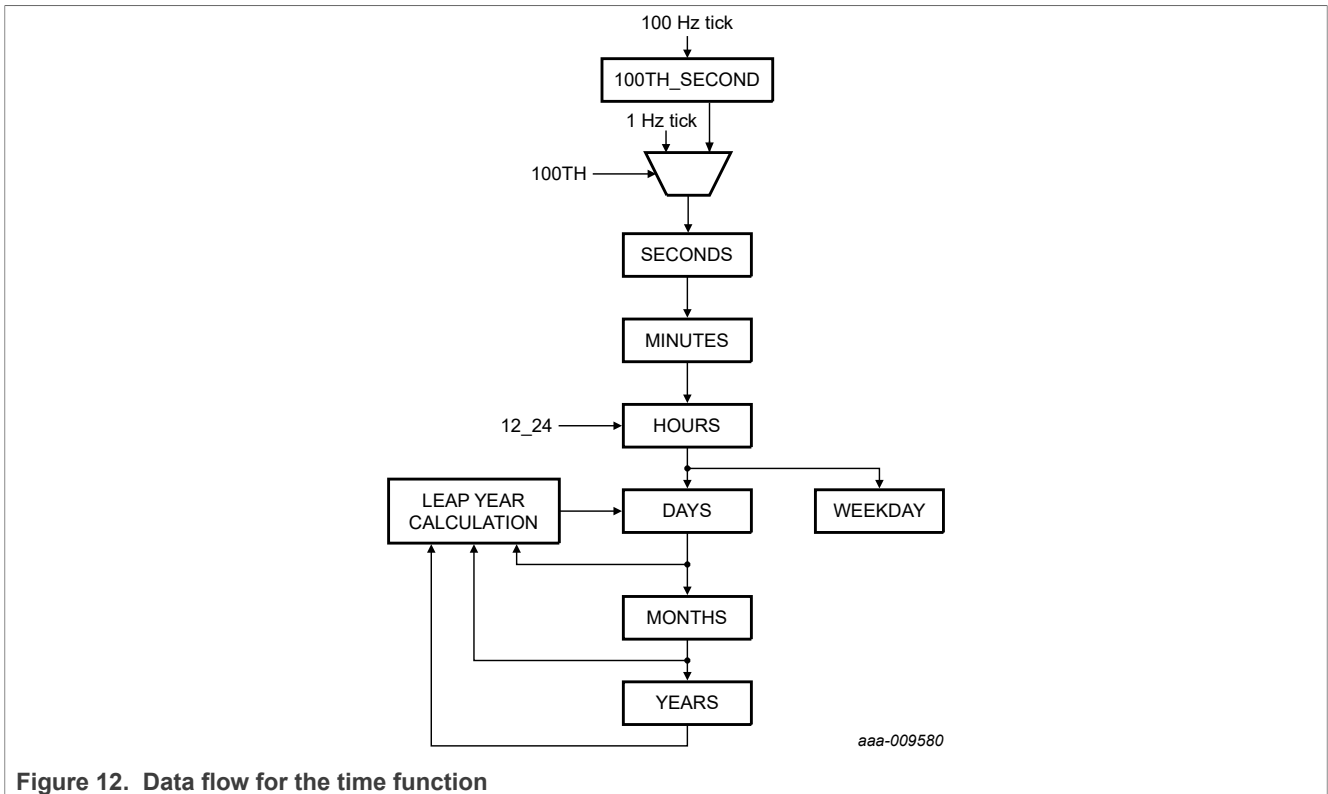 100 Hz tick
100TH_SECOND
1 Hz tick
100TH
SECONDS
MINUTES
12_24
HOURS
LEAP YEAR
CALCULATION
DAYS
WEEKDAY
MONTHS
YEARS
aaa-009580
Figure 12. Data flow for the time function